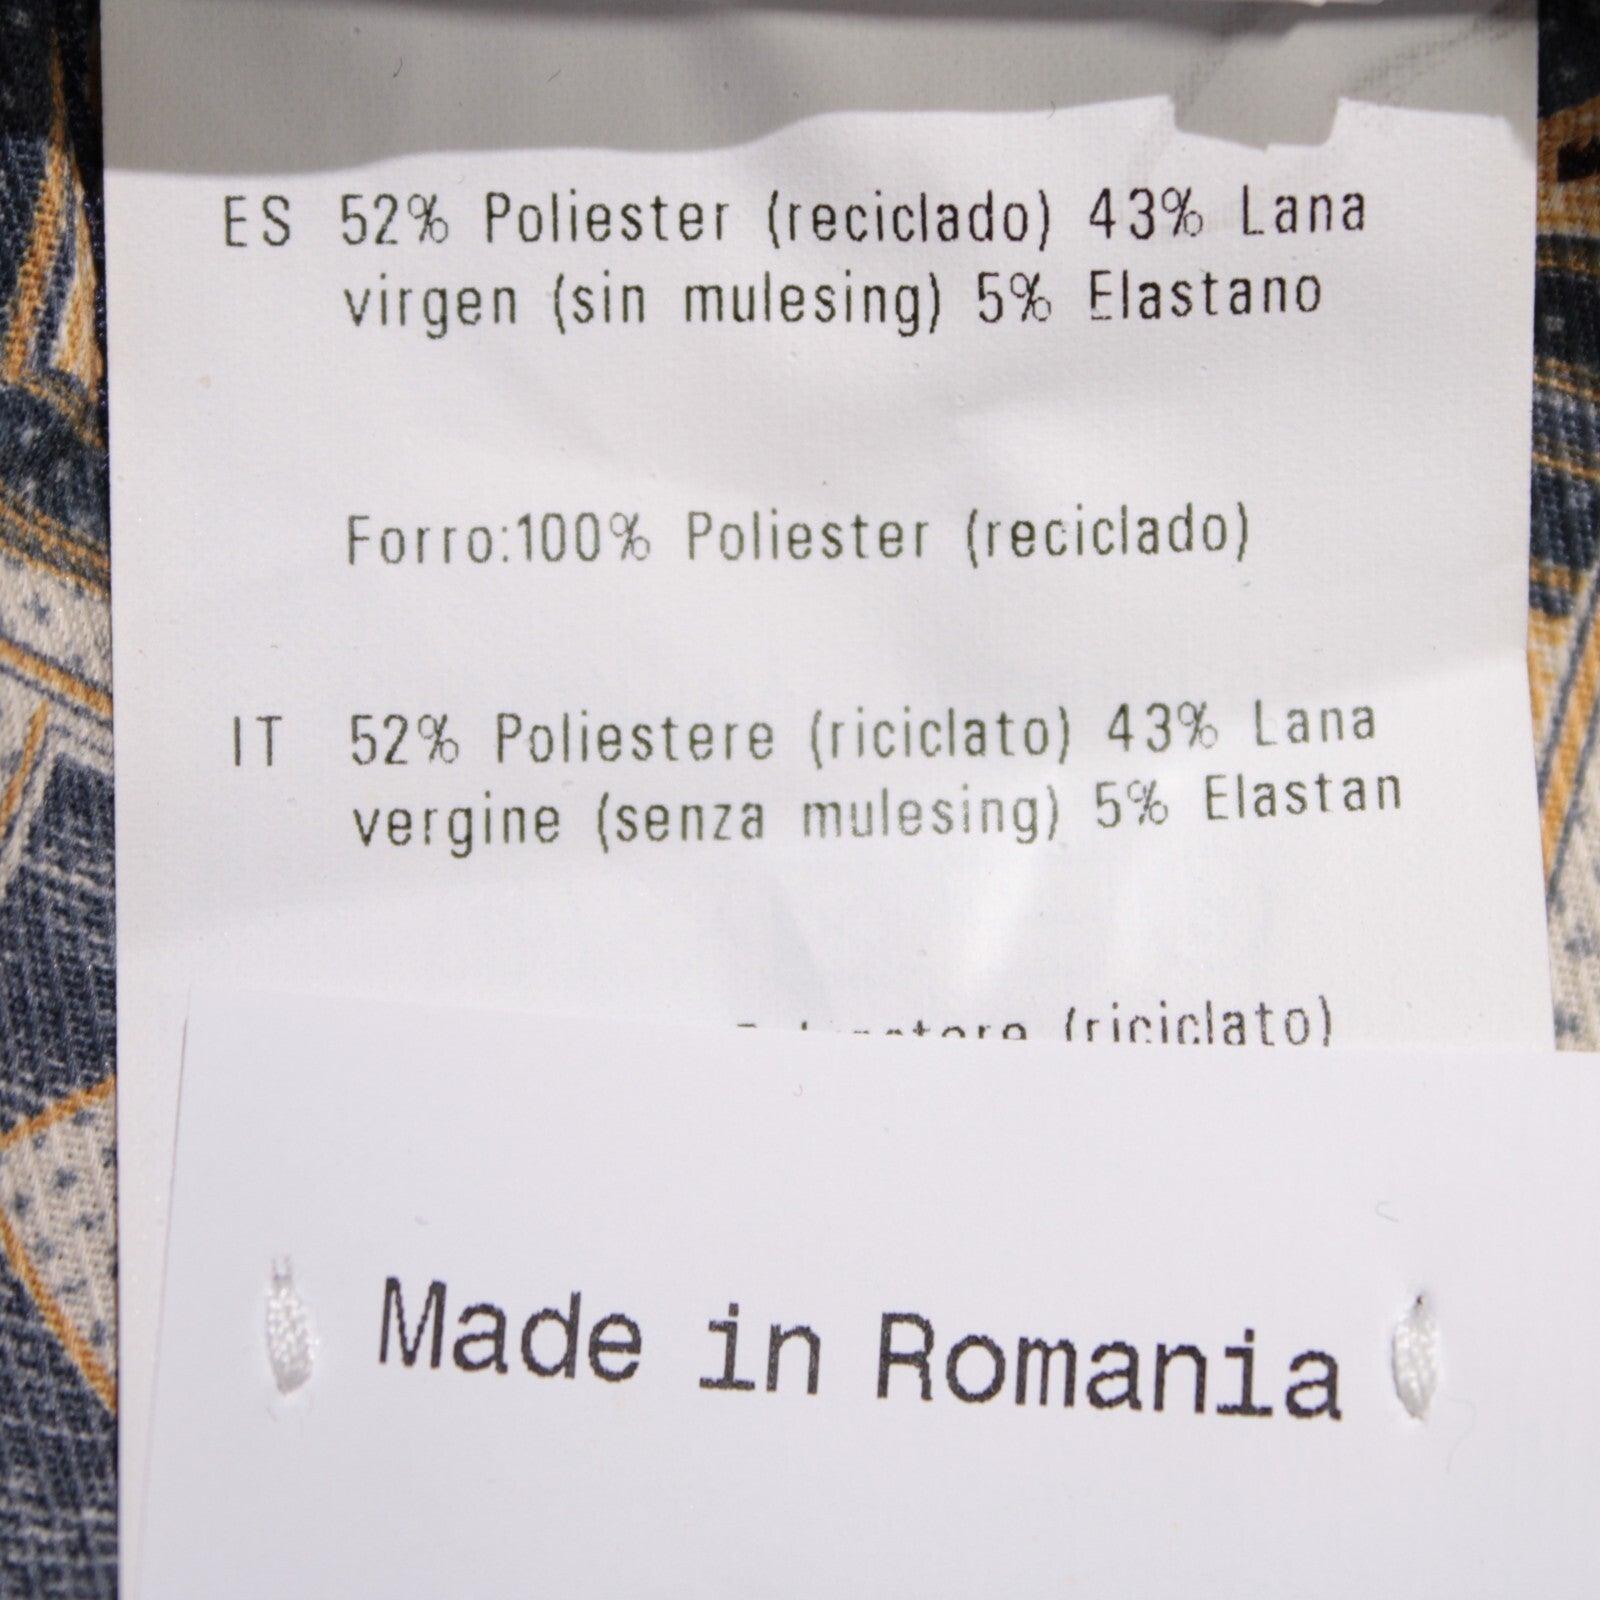 ES 52% Poliester (reciclado) 43% Lana
virgen (sin mulesing) 5% Elastano
Forro:100% Poliester (reciclado)
IT 52% Poliestere (riciclato) 43% Lana
vergine (senza mulesing) 5% Elastan
(riciclato)
Made in Romania